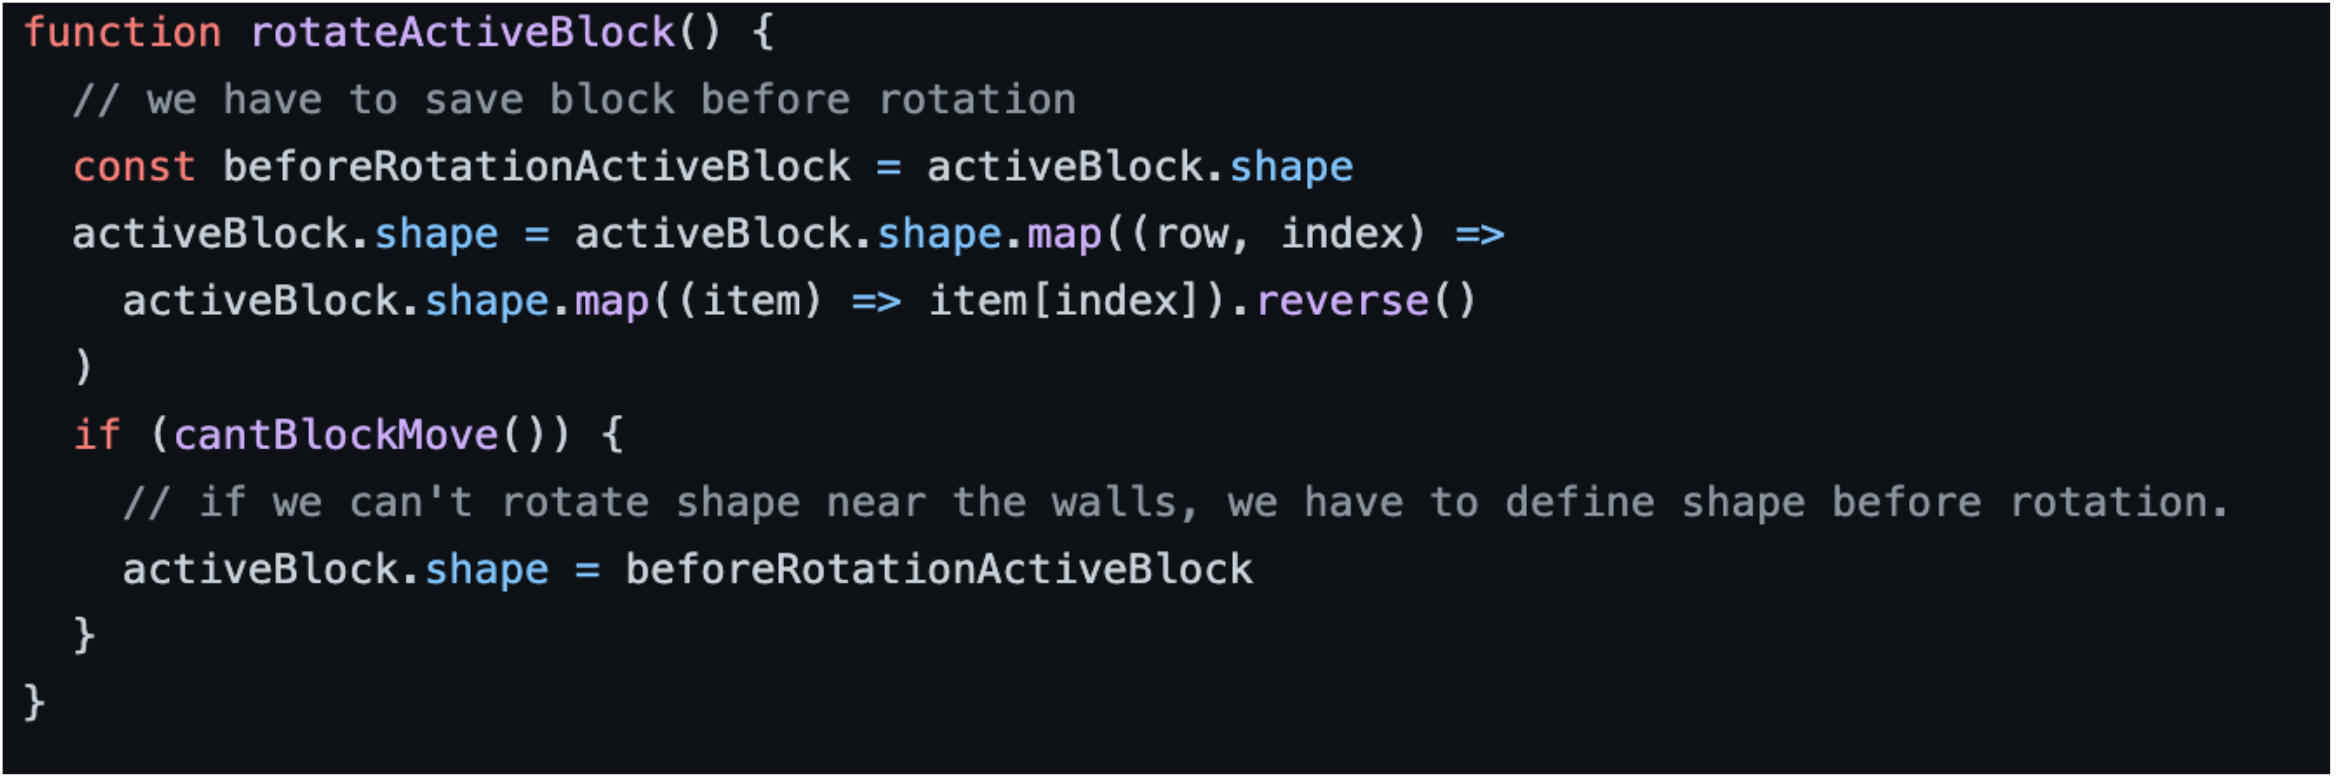 function rotateActiveBlock() {
  // we have to save block before rotation
  const beforeRotationActiveBlock = activeBlock.shape
  activeBlock.shape = activeBlock.shape.map((row, index) =>
    activeBlock.shape.map((item) => item[index]).reverse()
  )
  if (cantBlockMove()) {
    // if we can't rotate shape near the walls, we have to define shape before rotation.
    activeBlock.shape = beforeRotationActiveBlock
  }
}